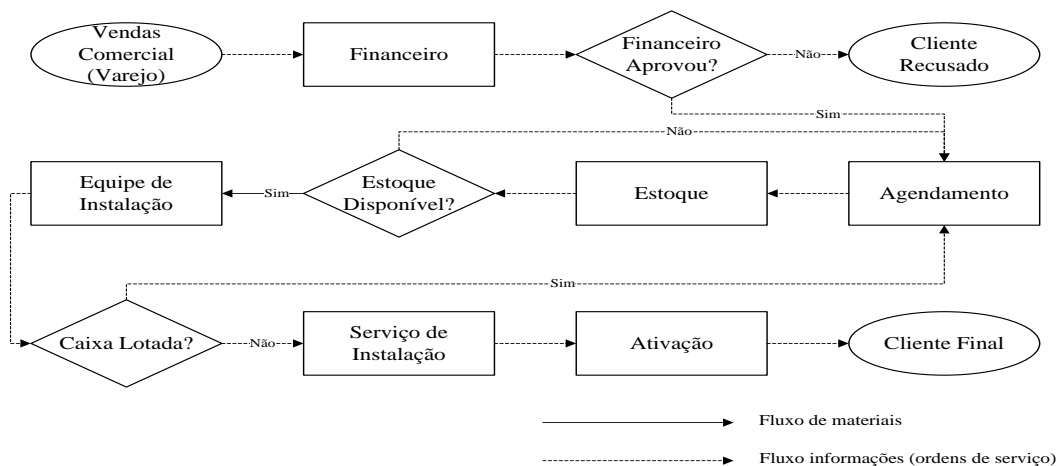 Vendas
Comercial
(Varejo)
Financeiro
Financeiro
Aprovou?
Não
Cliente
Recusado
Sim
Não
Equipe de
Instalação
Sim
Estoque
Disponível?
Estoque
Agendamento
Sim
Caixa Lotada?
Não
Serviço de
Instalação
Ativação
Cliente Final
Fluxo de materiais
Fluxo informações (ordens de serviço)